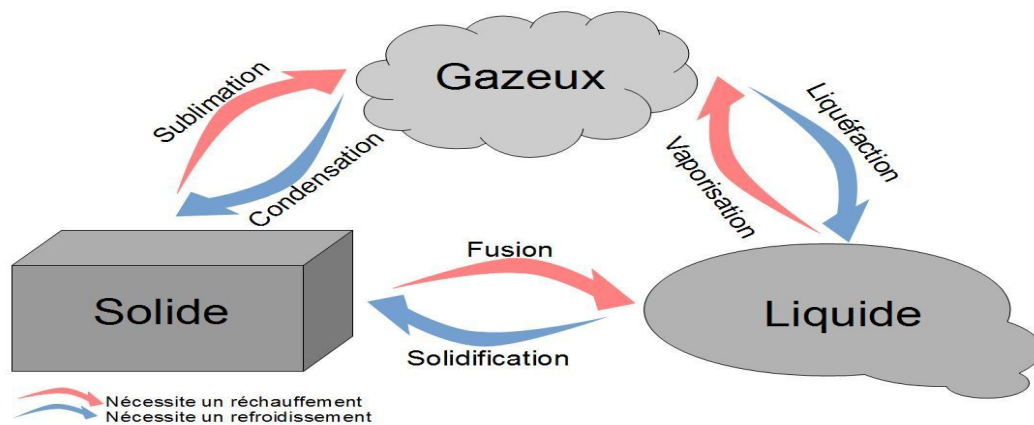 Gazeux
Sublimation
Condensation
Liquéfaction
Vaporisation
Fusion
Solide
Liquide
Solidification
Nécessite un réchauffement
Nécessite un refroidissement